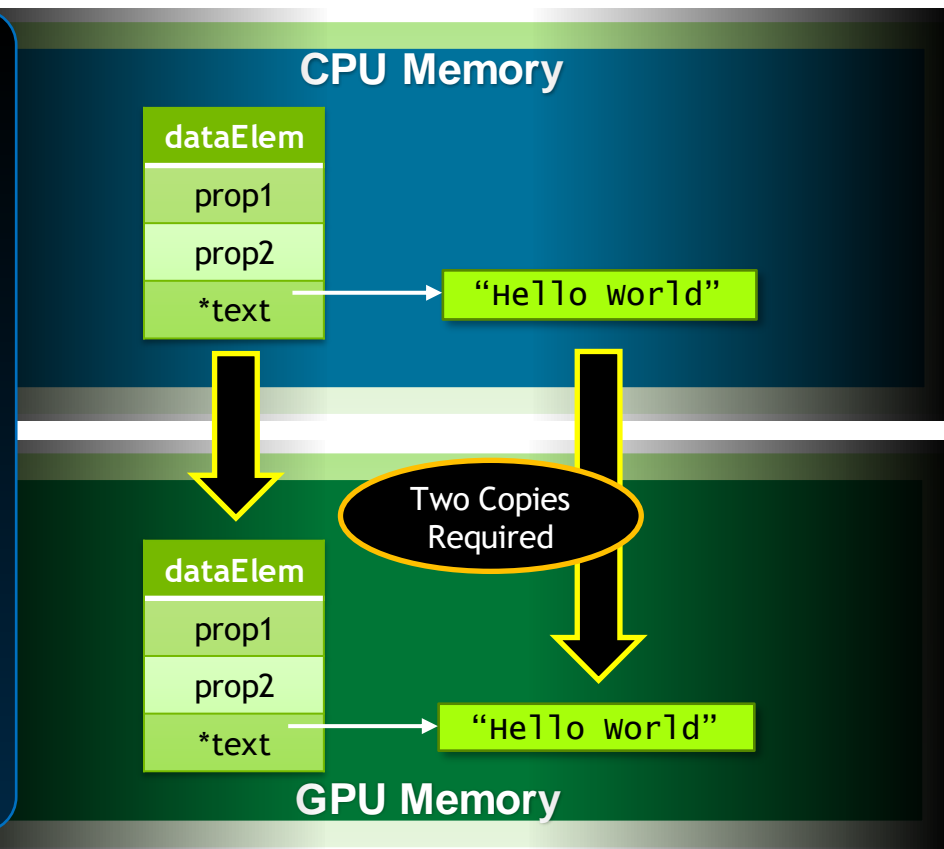 CPU Memory
dataElem
prop1
prop2
*text
“Hello World”
Two Copies
Required
dataElem
prop1
prop2
*text
“Hello World”
GPU Memory